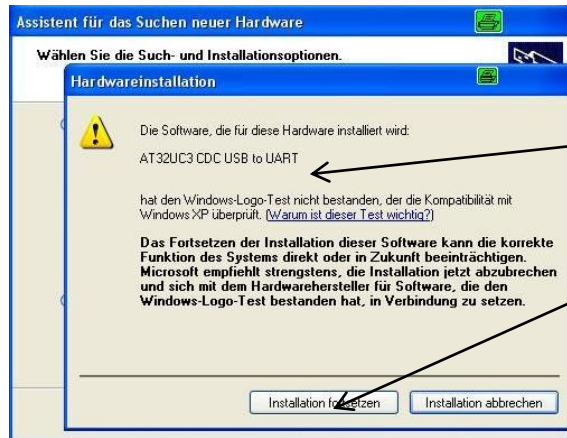 Assistent für das Suchen neuer Hardware
Wählen Sie die Such- und Installationsoptionen.
Hardwareinstallation
Die Software, die für diese Hardware installiert wird:
AT32UC3 CDC USB to UART
hat den Windows-Logo-Test nicht bestanden, der die Kompatibilität mit
Windows XP überprüft. (Warum ist dieser Test wichtig?)
Das Fortsetzen der Installation dieser Software kann die korrekte
Funktion des Systems direkt oder in Zukunft beeinträchtigen.
Microsoft empfiehlt strengstens, die Installation jetzt abzubrechen
und sich mit dem Hardwarehersteller für Software, die den
Windows-Logo-Test bestanden hat, in Verbindung zu setzen.
Installation fortsetzen
Installation abbrechen